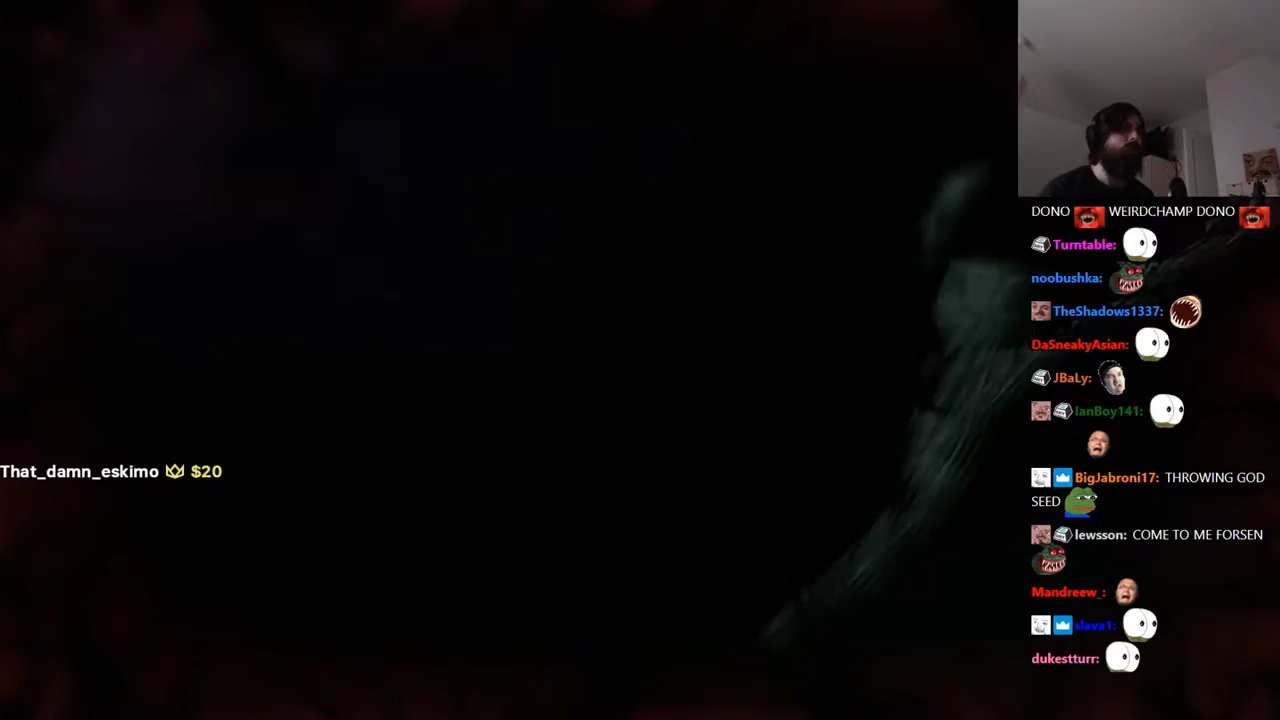 DONO WEIRDCHAMP DONO
Turntable:
noobushka:
TheShadows1337:
DaSneakyAsian:
JBaLy:
IanBoy141:
That_damn_eskimo $20
BigJabroni17: THROWING GOD
SEED
lewsson: COME TO ME FORSEN
Mandreew_:
slava1:
dukestturr: